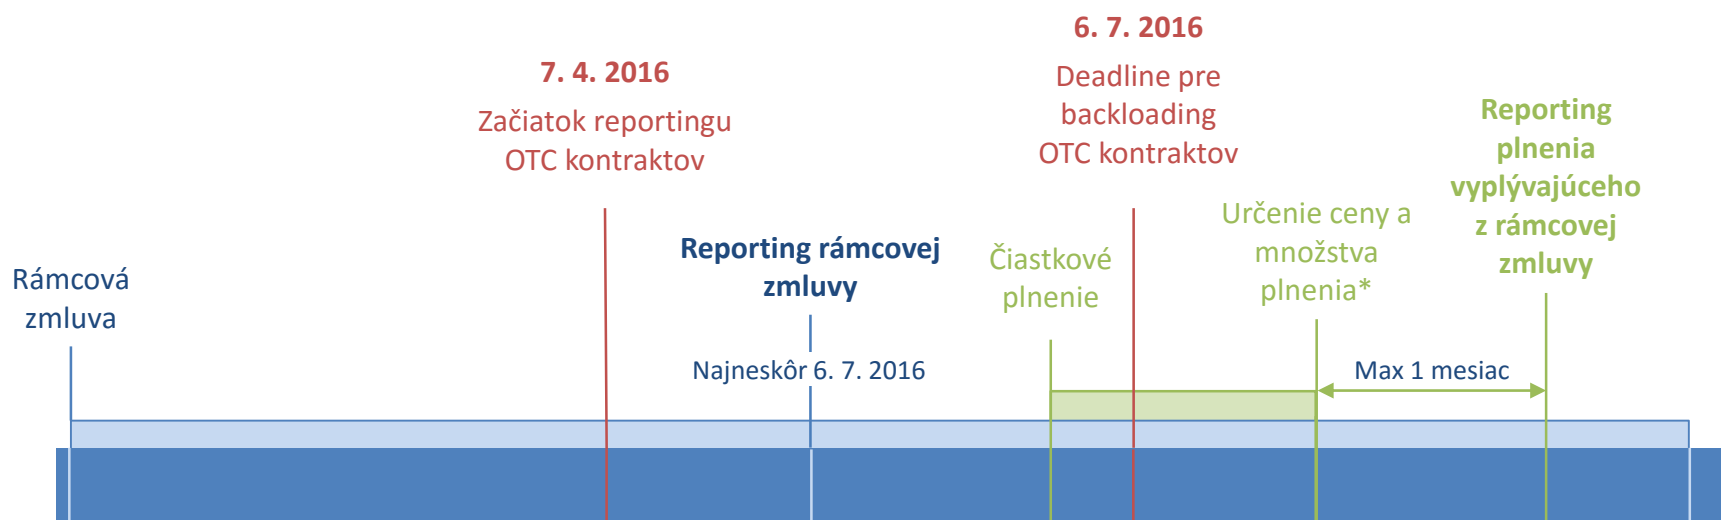 Rámcová
zmluva
7. 4. 2016
Začiatok reportingu
OTC kontraktov
Reporting rámcovej
zmluvy
Najneskôr 6. 7. 2016
Čiastkové
plnenie
6. 7. 2016
Deadline pre
backloading
OTC kontraktov
Určenie ceny a
množstva
plnenia*
Max 1 mesiac
Reporting
plnenia
vyplývajúceho
z rámcovej
zmluvy